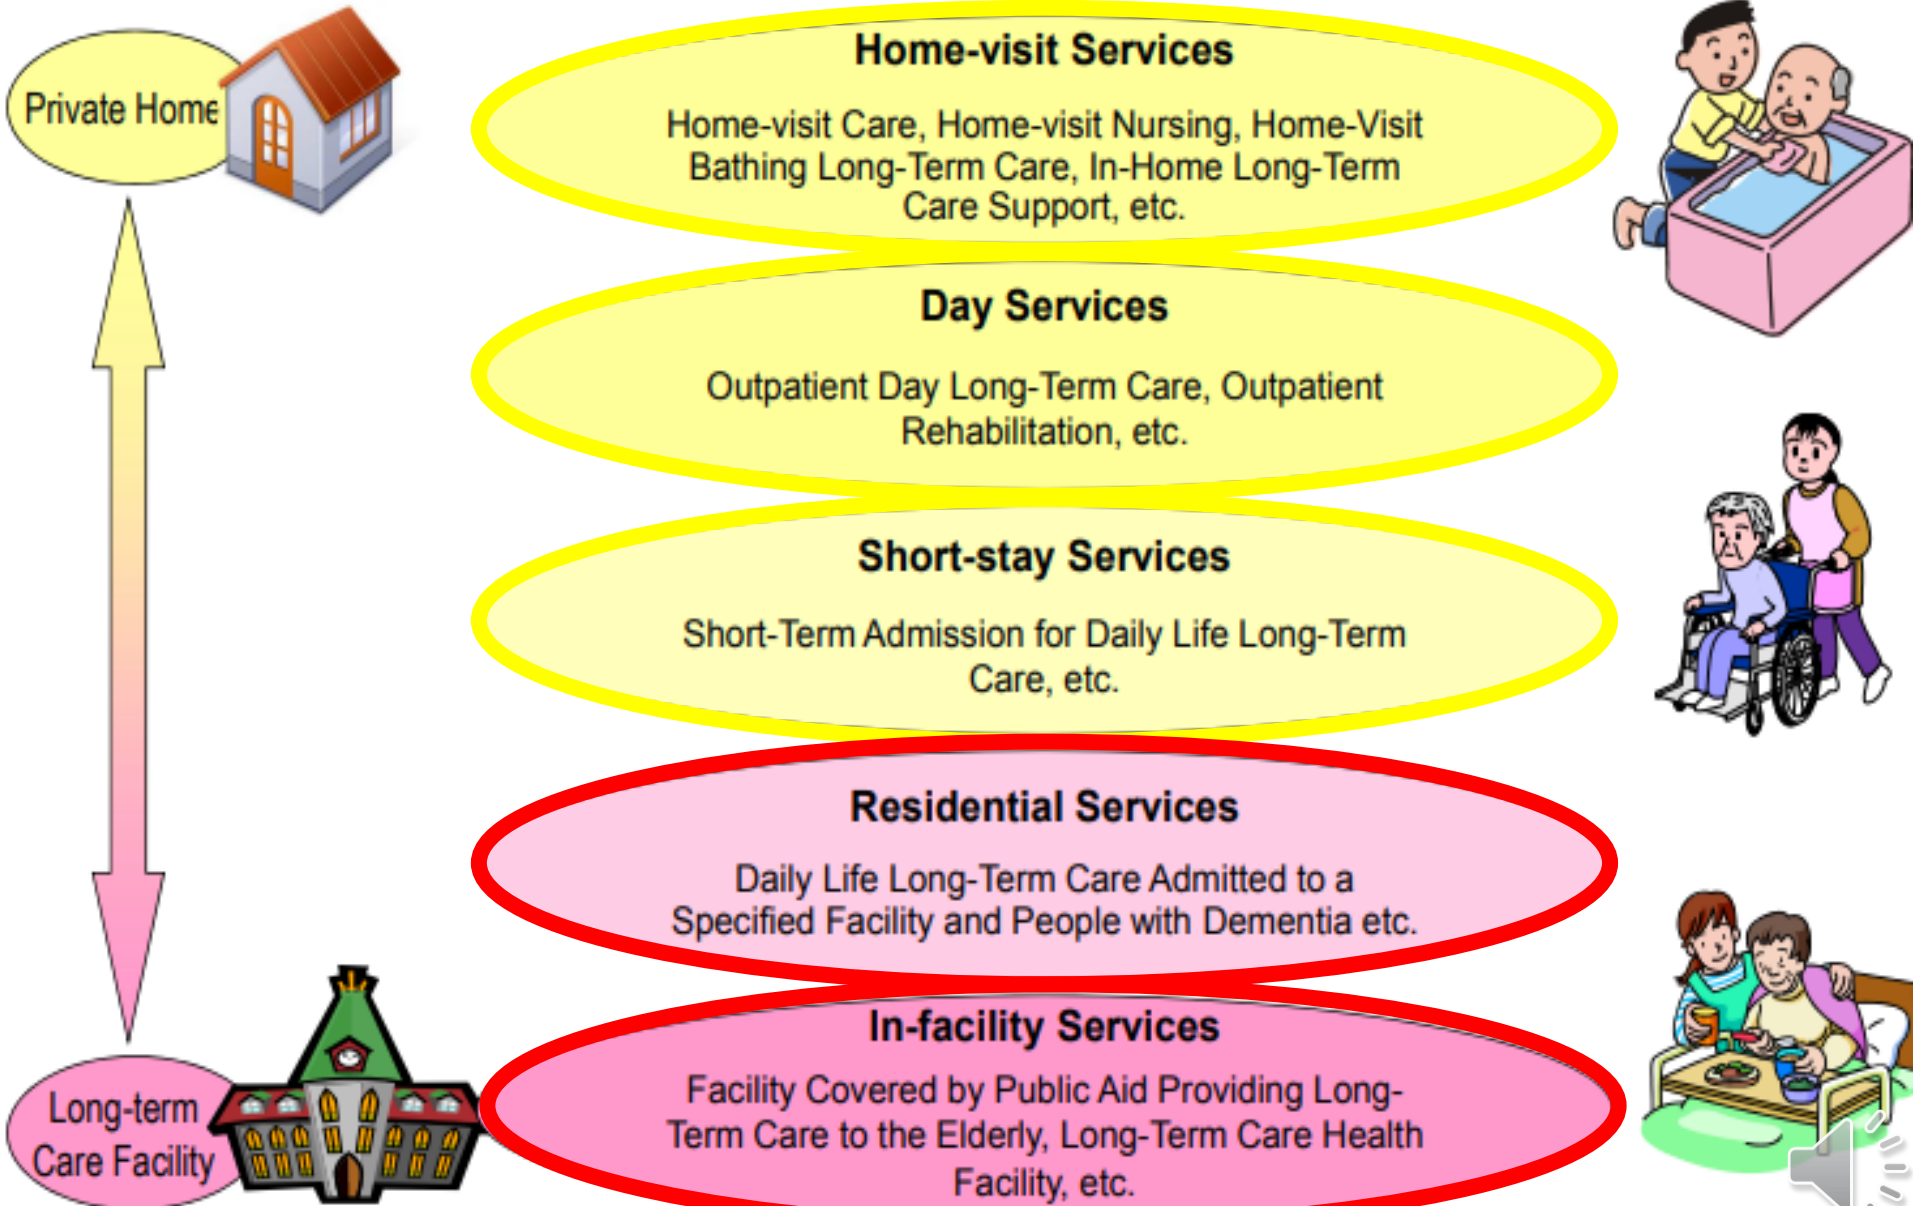 Private Home
Home-visit Services
Home-visit Care, Home-visit Nursing, Home-Visit
Bathing Long-Term Care, In-Home Long-Term
Care Support, etc.
Day Services
Outpatient Day Long-Term Care, Outpatient
Rehabilitation, etc.
Short-stay Services
Short-Term Admission for Daily Life Long-Term
Care, etc.
Residential Services
Daily Life Long-Term Care Admitted to a
Specified Facility and People with Dementia etc.
Long-term
Care Facility
In-facility Services
Facility Covered by Public Aid Providing Long-
Term Care to the Elderly, Long-Term Care Health
Facility, etc.